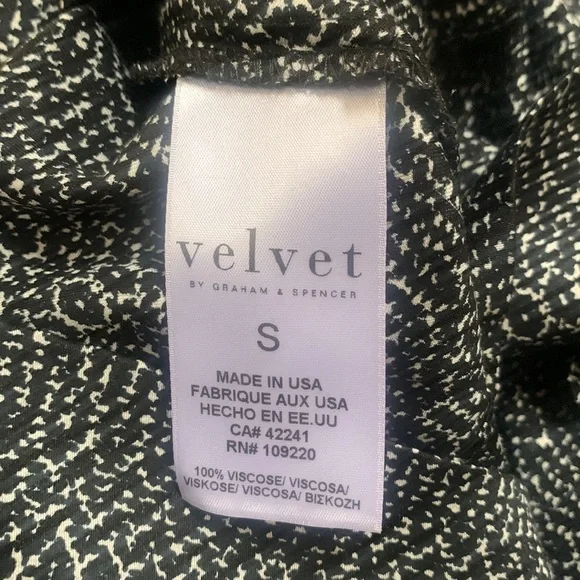 velvet
BY GRAHAM & SPENCER
S
MADE IN USA
FABRIQUE AUX USA
HECHO EN EE.UU
CA# 42241
RN# 109220
100% VISCOSE/ VISCOSA/
VISKOSE/ VISCOSA/ ΒΙΣΚΟΖΗ